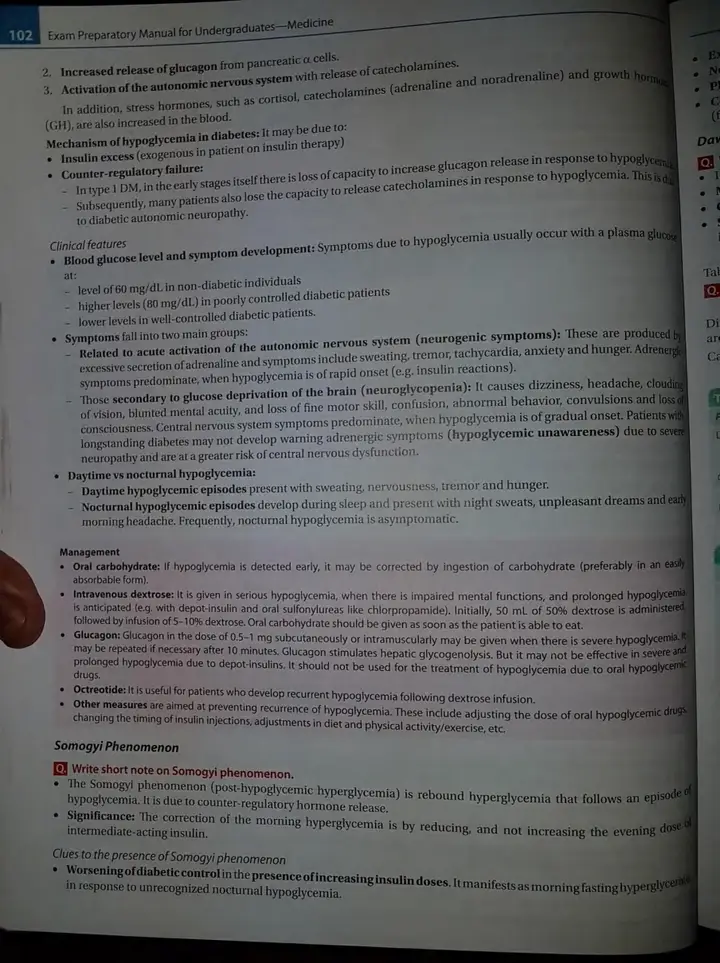 102 Exam Preparatory Manual for Undergraduates—Medicine
2. Increased release of glucagon from pancreatic α cells.
3. Activation of the autonomic nervous system with release of catecholamines.
In addition, stress hormones, such as cortisol, catecholamines (adrenaline and noradrenaline) and growth
(GH), are also increased in the blood.
Mechanism of hypoglycemia in diabetes: It may be due to:
• Insulin excess (exogenous in patient on insulin therapy)
• Counter-regulatory failure:
– In type 1 DM, in the early stages itself there is loss of capacity to increase glucagon release in response to
– Subsequently, many patients also lose the capacity to release catecholamines in response to hypoglycemia. This is
to diabetic autonomic neuropathy.
Clinical features
• Blood glucose level and symptom development: Symptoms due to hypoglycemia usually occur with a plasma glucose
at:
– level of 60 mg/dL in non-diabetic individuals
– higher levels (80 mg/dL) in poorly controlled diabetic patients
– lower levels in well-controlled diabetic patients.
• Symptoms fall into two main groups:
– Related to acute activation of the autonomic nervous system (neurogenic symptoms): These are produced by
excessive secretion of adrenaline and symptoms include sweating, tremor, tachycardia, anxiety and hunger. Adrenergic
symptoms predominate, when hypoglycemia is of rapid onset (e.g. insulin reactions).
– Those secondary to glucose deprivation of the brain (neuroglycopenia): It causes dizziness, headache, clouding
of vision, blunted mental acuity, and loss of fine motor skill, confusion, abnormal behavior, convulsions and loss of
consciousness. Central nervous system symptoms predominate, when hypoglycemia is of gradual onset. Patients with
longstanding diabetes may not develop warning adrenergic symptoms (hypoglycemic unawareness) due to severe
neuropathy and are at a greater risk of central nervous dysfunction.
• Daytime vs nocturnal hypoglycemia:
– Daytime hypoglycemic episodes present with sweating, nervousness, tremor and hunger.
– Nocturnal hypoglycemic episodes develop during sleep and present with night sweats, unpleasant dreams and early
morning headache. Frequently, nocturnal hypoglycemia is asymptomatic.
Management
• Oral carbohydrate: If hypoglycemia is detected early, it may be corrected by ingestion of carbohydrate (preferably in an easily
absorbable form).
• Intravenous dextrose: It is given in serious hypoglycemia, when there is impaired mental functions, and prolonged hypoglycemia
is anticipated (e.g. with depot-insulin and oral sulfonylureas like chlorpropamide). Initially, 50 mL of 50% dextrose is administered
followed by infusion of 5–10% dextrose. Oral carbohydrate should be given as soon as the patient is able to eat.
• Glucagon: Glucagon in the dose of 0.5–1 mg subcutaneously or intramuscularly may be given when there is severe hypoglycemia. It
may be repeated if necessary after 10 minutes. Glucagon stimulates hepatic glycogenolysis. But it may not be effective in severe and
prolonged hypoglycemia due to depot-insulins. It should not be used for the treatment of hypoglycemia due to oral hypoglycemic
drugs.
• Octreotide: It is useful for patients who develop recurrent hypoglycemia following dextrose infusion.
• Other measures are aimed at preventing recurrence of hypoglycemia. These include adjusting the dose of oral hypoglycemic drugs,
changing the timing of insulin injections, adjustments in diet and physical activity/exercise, etc.
Somogyi Phenomenon
Q. Write short note on Somogyi phenomenon.
• The Somogyi phenomenon (post-hypoglycemic hyperglycemia) is rebound hyperglycemia that follows an episode of
hypoglycemia. It is due to counter-regulatory hormone release.
• Significance: The correction of the morning hyperglycemia is by reducing, and not increasing the evening dose of
intermediate-acting insulin.
Clues to the presence of Somogyi phenomenon
• Worsening of diabetic control in the presence of increasing insulin doses. It manifests as morning fasting hyperglycemia
in response to unrecognized nocturnal hypoglycemia.